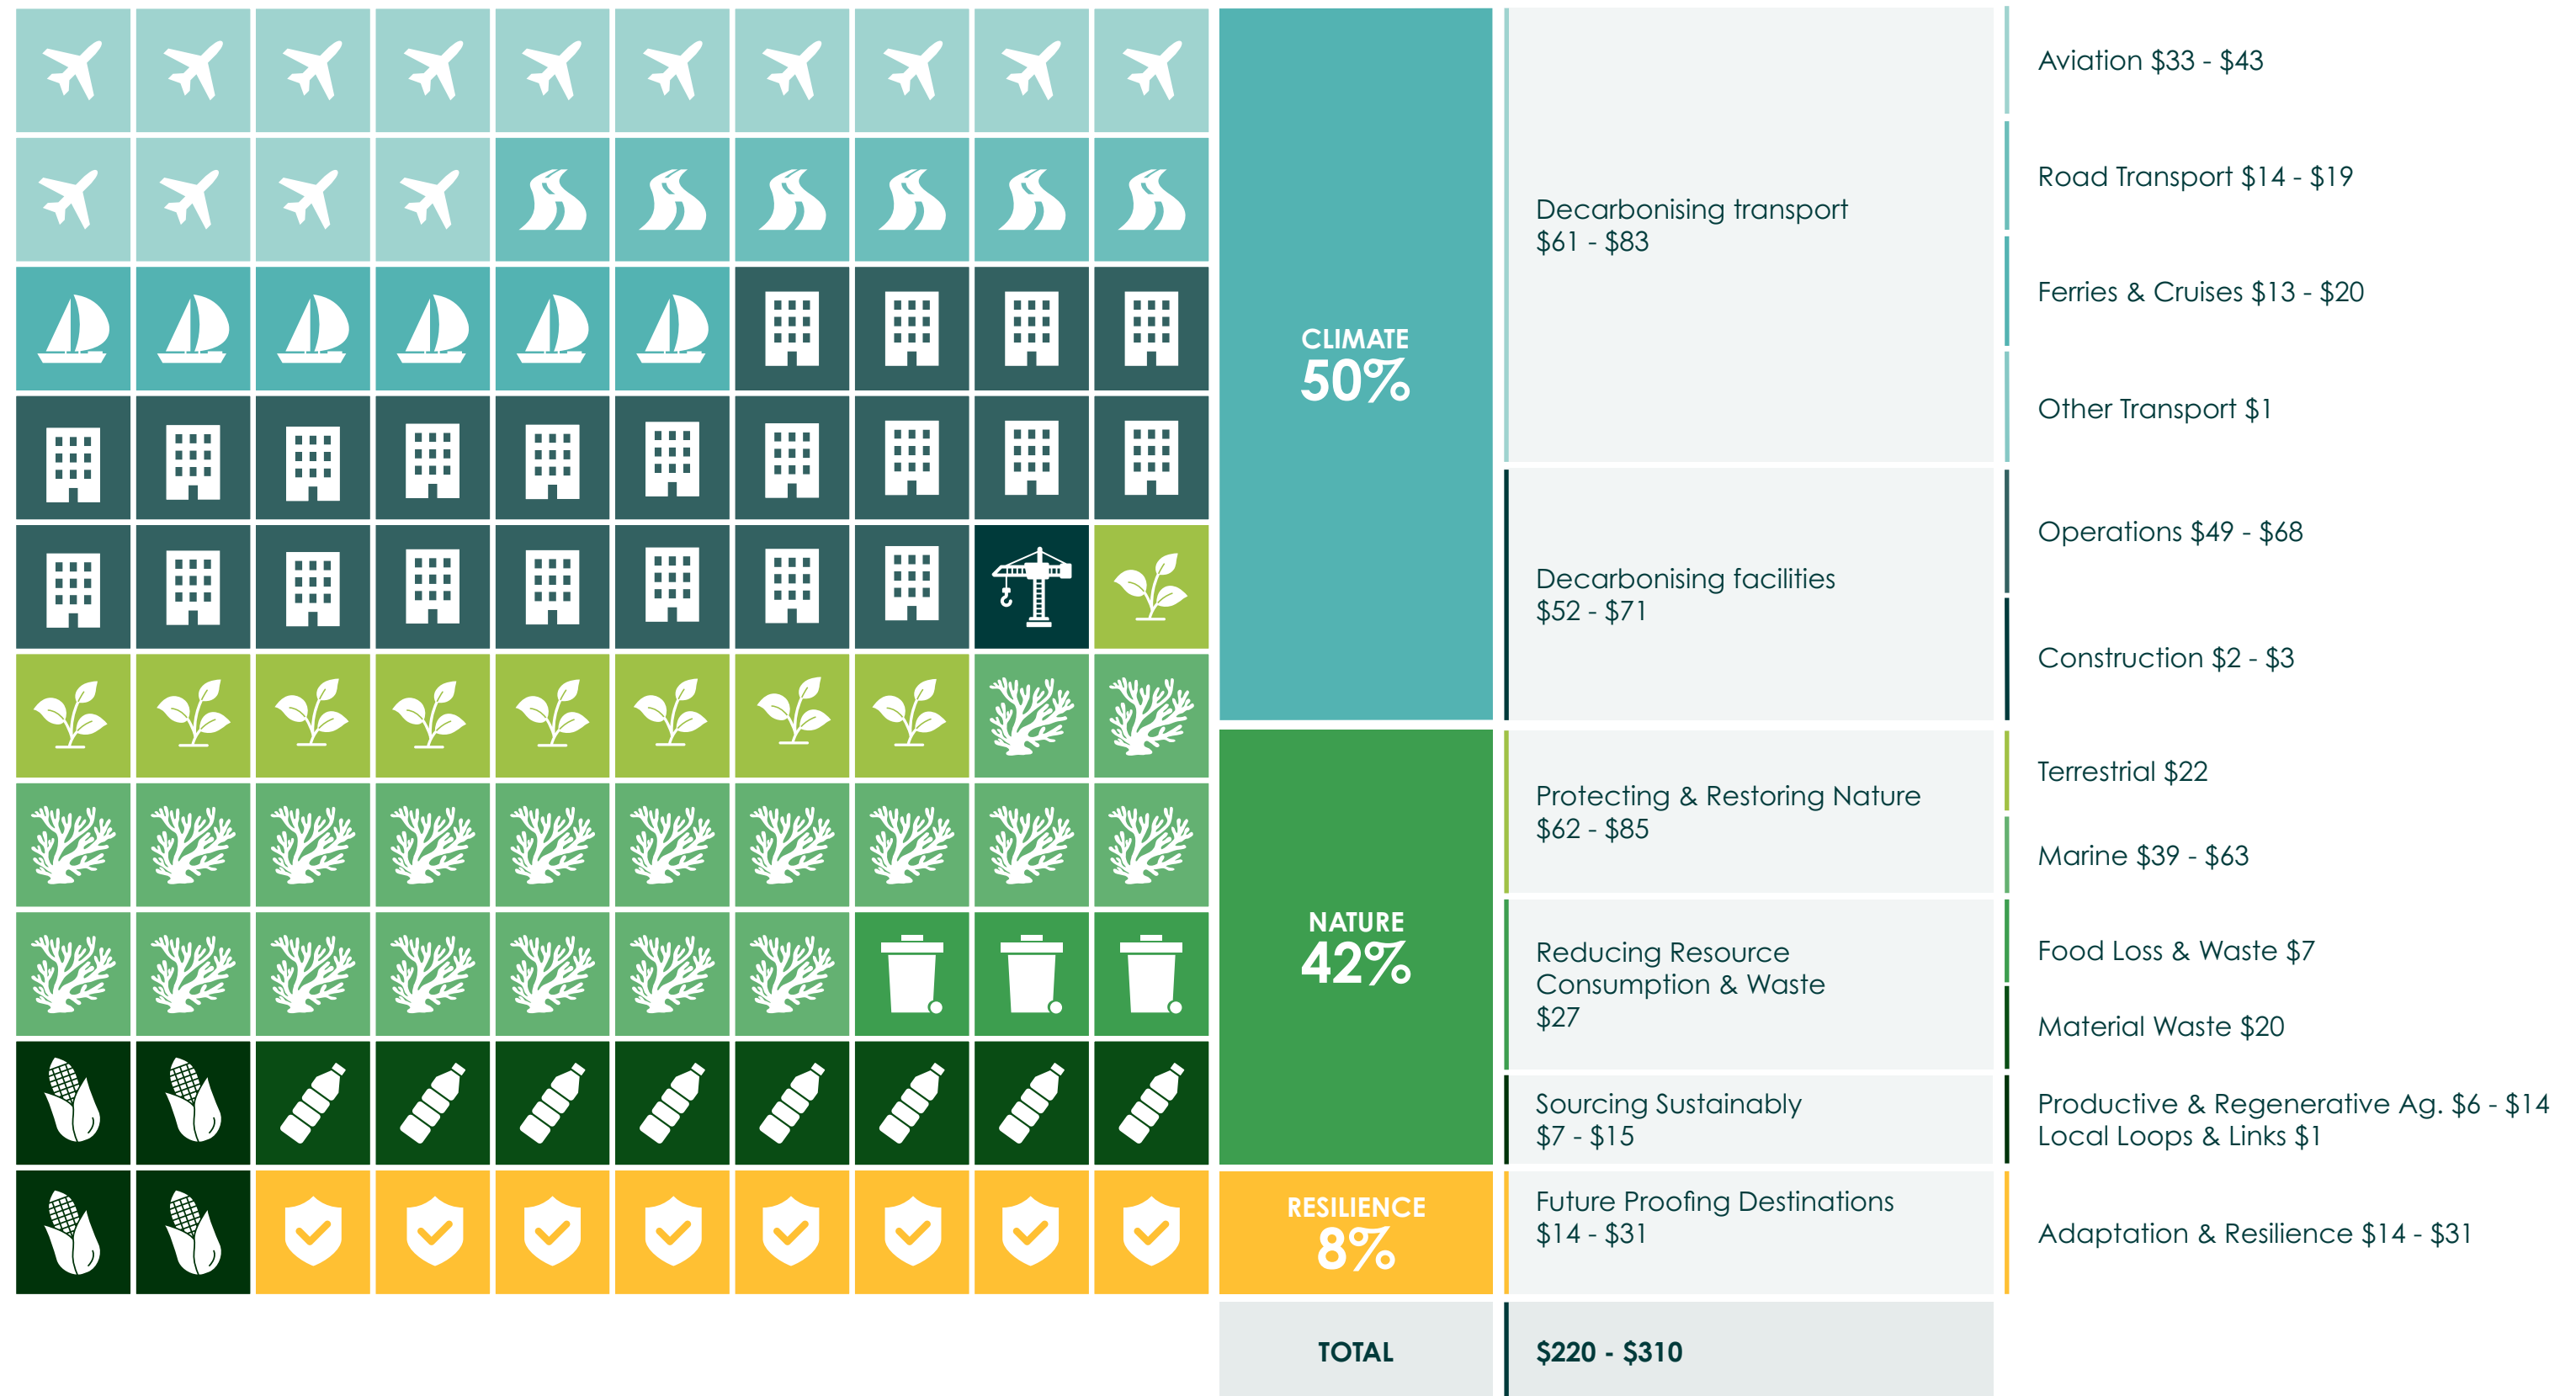 CLIMATE
50%
Decarbonising transport
$61 - $83
Aviation $33 - $43
Road Transport $14 - $19
Ferries & Cruises $13 - $20
Other Transport $1
Decarbonising facilities
$52 - $71
Operations $49 - $68
Construction $2 - $3
NATURE
42%
Protecting & Restoring Nature
$62 - $85
Terrestrial $22
Marine $39 - $63
Reducing Resource
Consumption & Waste
$27
Food Loss & Waste $7
Material Waste $20
Sourcing Sustainably
$7 - $15
Productive & Regenerative Ag. $6 - $14
Local Loops & Links $1
RESILIENCE
8%
Future Proofing Destinations
$14 - $31
Adaptation & Resilience $14 - $31
TOTAL
$220 - $310